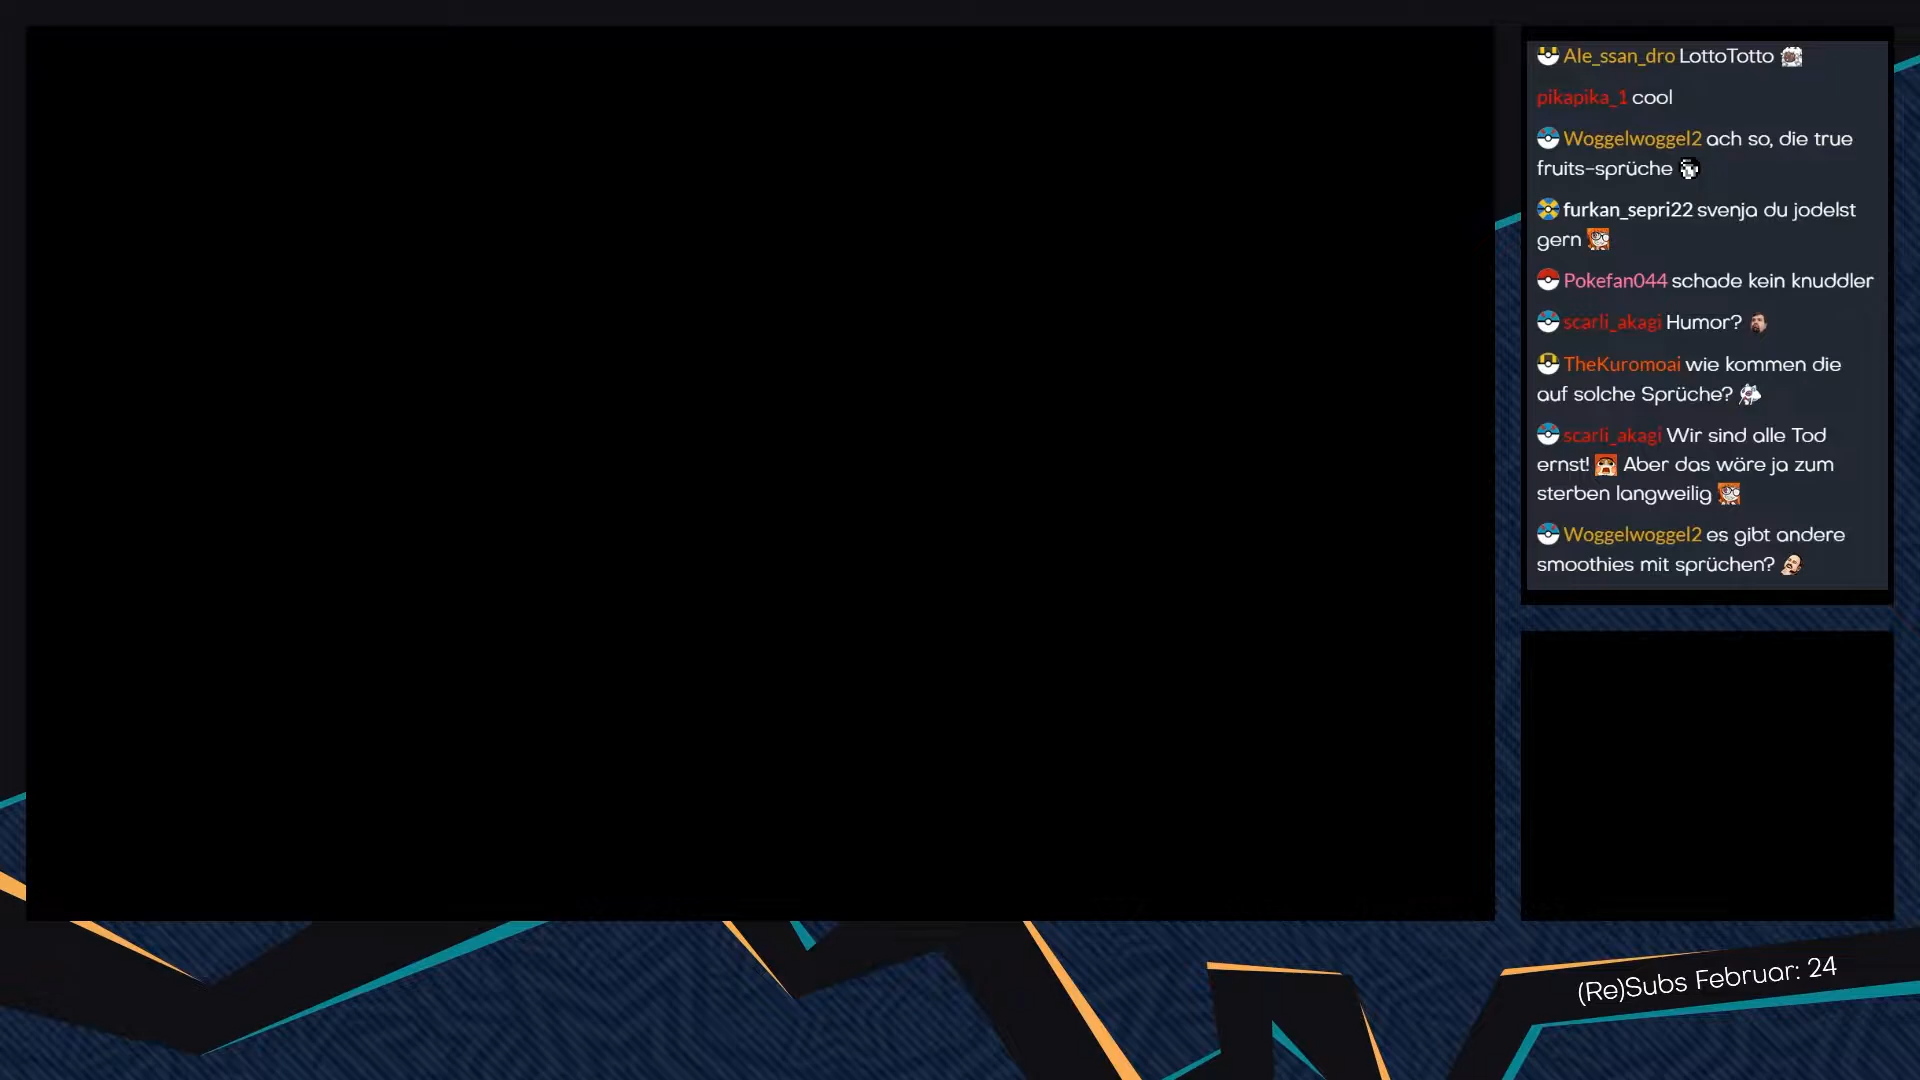 Ale_ssan_dro LottoTotto
pikapika_1 cool
Woggelwoggel2 ach so, die true
fruits-sprüche
furkan_sepri22 svenja du jodelst
gern
Pokefan044 schade kein knuddler
scarli_akagi Humor?
TheKuromoai wie kommen die
auf solche Sprüche?
scarli_akagi Wir sind alle Tod
ernst! Aber das wäre ja zum
sterben langweilig
Woggelwoggel2 es gibt andere
smoothies mit sprüchen?
(Re)Subs Februar: 24